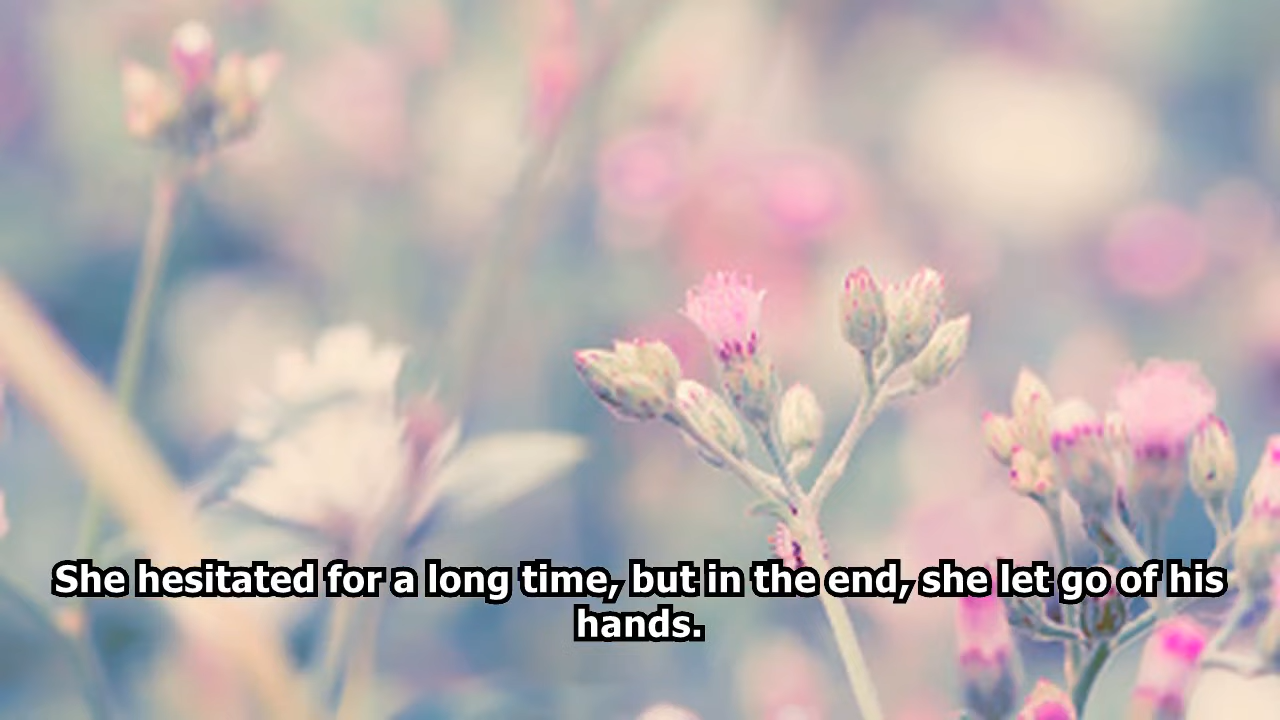 She hesitated for a long time, but in the end, she let go of his
hands.